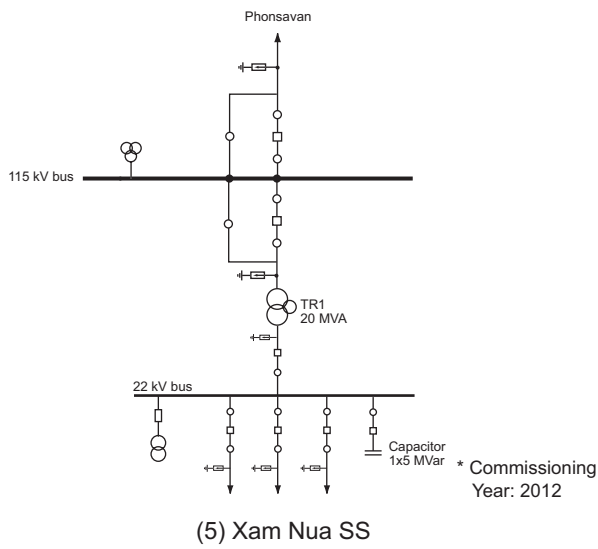 Phonsavan
115 kV bus
TR1
20 MVA
22 kV bus
Capacitor
1x5 MVar
* Commissioning
Year: 2012
(5) Xam Nua SS